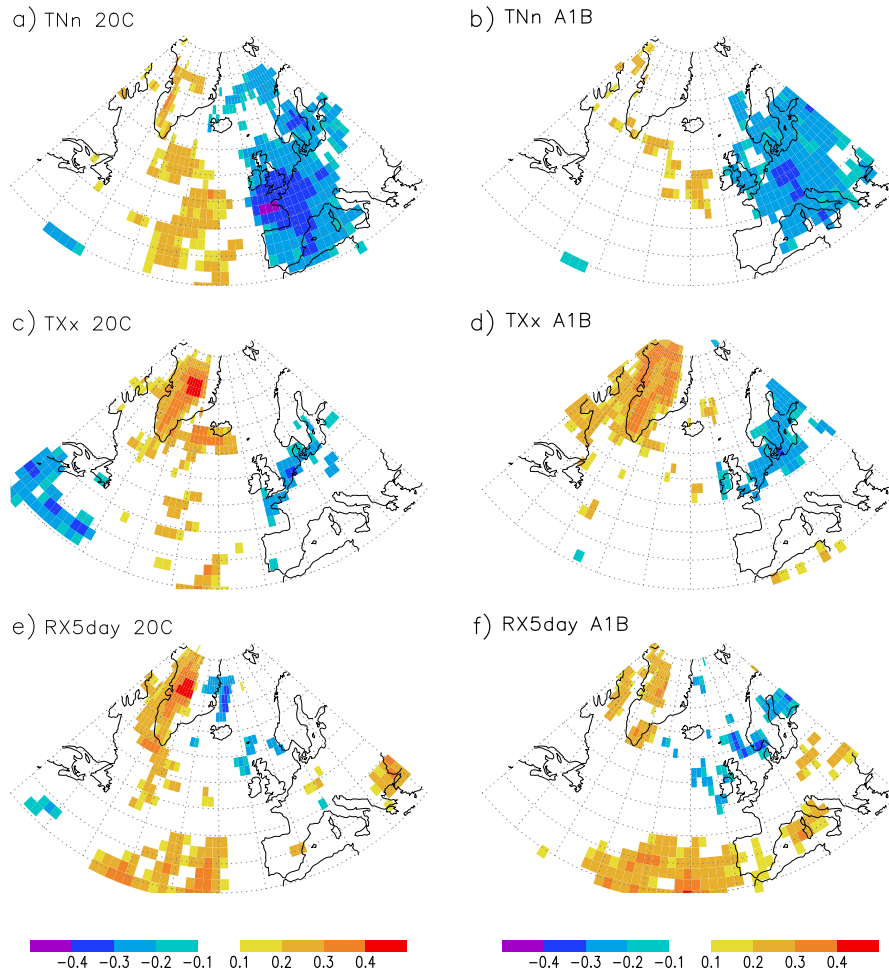 a) TNn 20C
b) TNn A1B
c) TXx 20C
d) TXx A1B
e) RX5day 20C
f) RX5day A1B
−0.4 −0.3 −0.2 −0.1 0.1 0.2 0.3 0.4
−0.4 −0.3 −0.2 −0.1 0.1 0.2 0.3 0.4